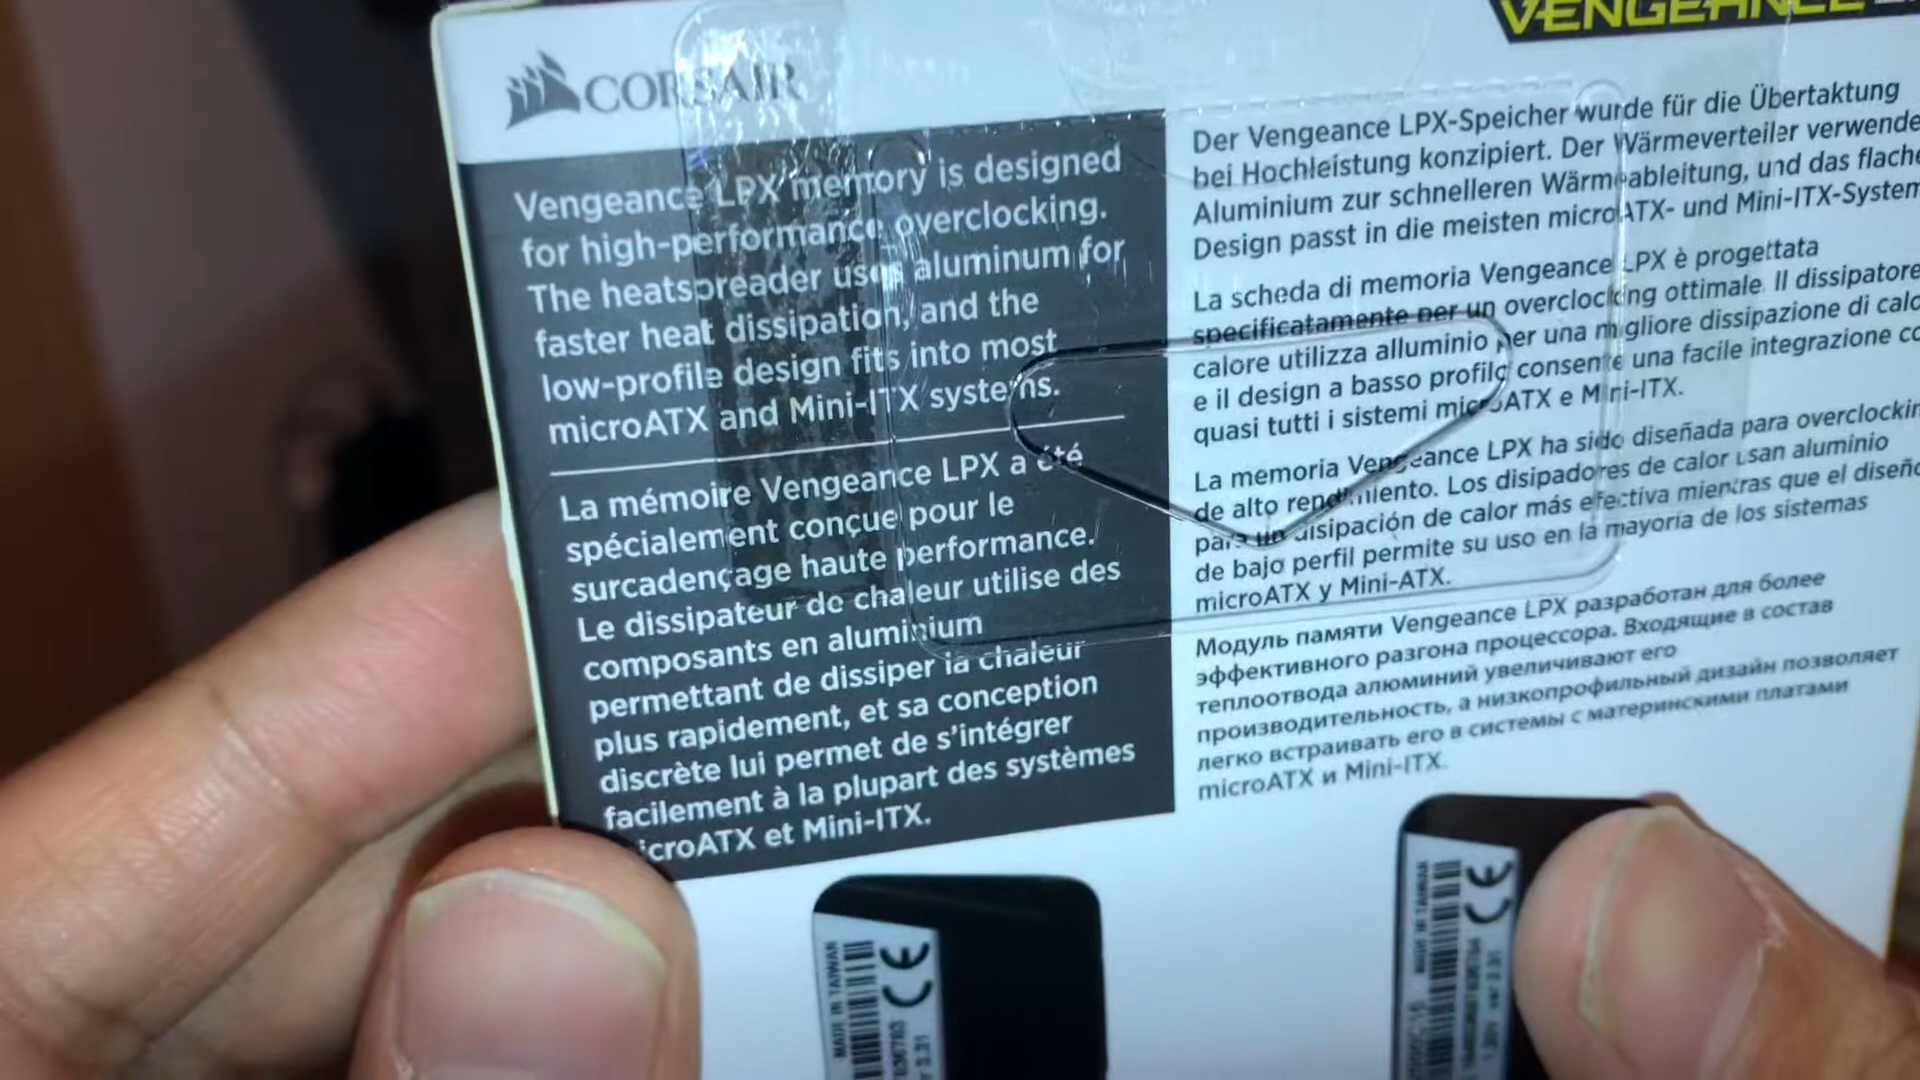 CORSAIR
VENGEANCE
Vengeance LPX memory is designed
for high-performance overclocking.
The heatspreader uses aluminum for
faster heat dissipation, and the
low-profile design fits into most
microATX and Mini-ITX systems.
La mémoire Vengeance LPX a été
spécialement conçue pour le
surcadençage haute performance.
Le dissipateur de chaleur utilise des
composants en aluminium
permettant de dissiper la chaleur
plus rapidement, et sa conception
discrète lui permet de s'intégrer
facilement à la plupart des systèmes
icroATX et Mini-ITX.
Der Vengeance LPX-Speicher wurde für die Übertaktung
bei Hochleistung konzipiert. Der Wärmeverteiler verwende
Aluminium zur schnelleren Wärmeableitung, und das flache
Design passt in die meisten microATX- und Mini-ITX-System
La scheda di memoria Vengeance LPX è progettata
specificatamente per un overclocking ottimale. Il dissipatore
calore utilizza alluminio per una migliore dissipazione di calo
e il design a basso profilo consente una facile integrazione co
quasi tutti i sistemi microATX e Mini-ITX.
La memoria Vengeance LPX ha sido diseñada para overclockin
de alto rendimiento. Los disipadores de calor usan aluminio
para un disipación de calor más efectiva mientras que el diseño
de bajo perfil permite su uso en la mayoría de los sistemas
microATX y Mini-ATX.
Модуль памяти Vengeance LPX разработан для более
эффективного разгона процессора. Входящие в состав
теплоотвода алюминий увеличивают его
производительность, а низкопрофильный дизайн позволяет
легко встраивать его в системы с материнскими платами
microATX и Mini-ITX.
MADE IN TAIWAN
CE
MADE IN TAIWAN
CE